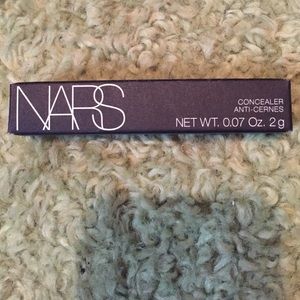 NARS
CONCEALER
ANTI-CERNES
NET WT. 0.07 Oz. 2 g